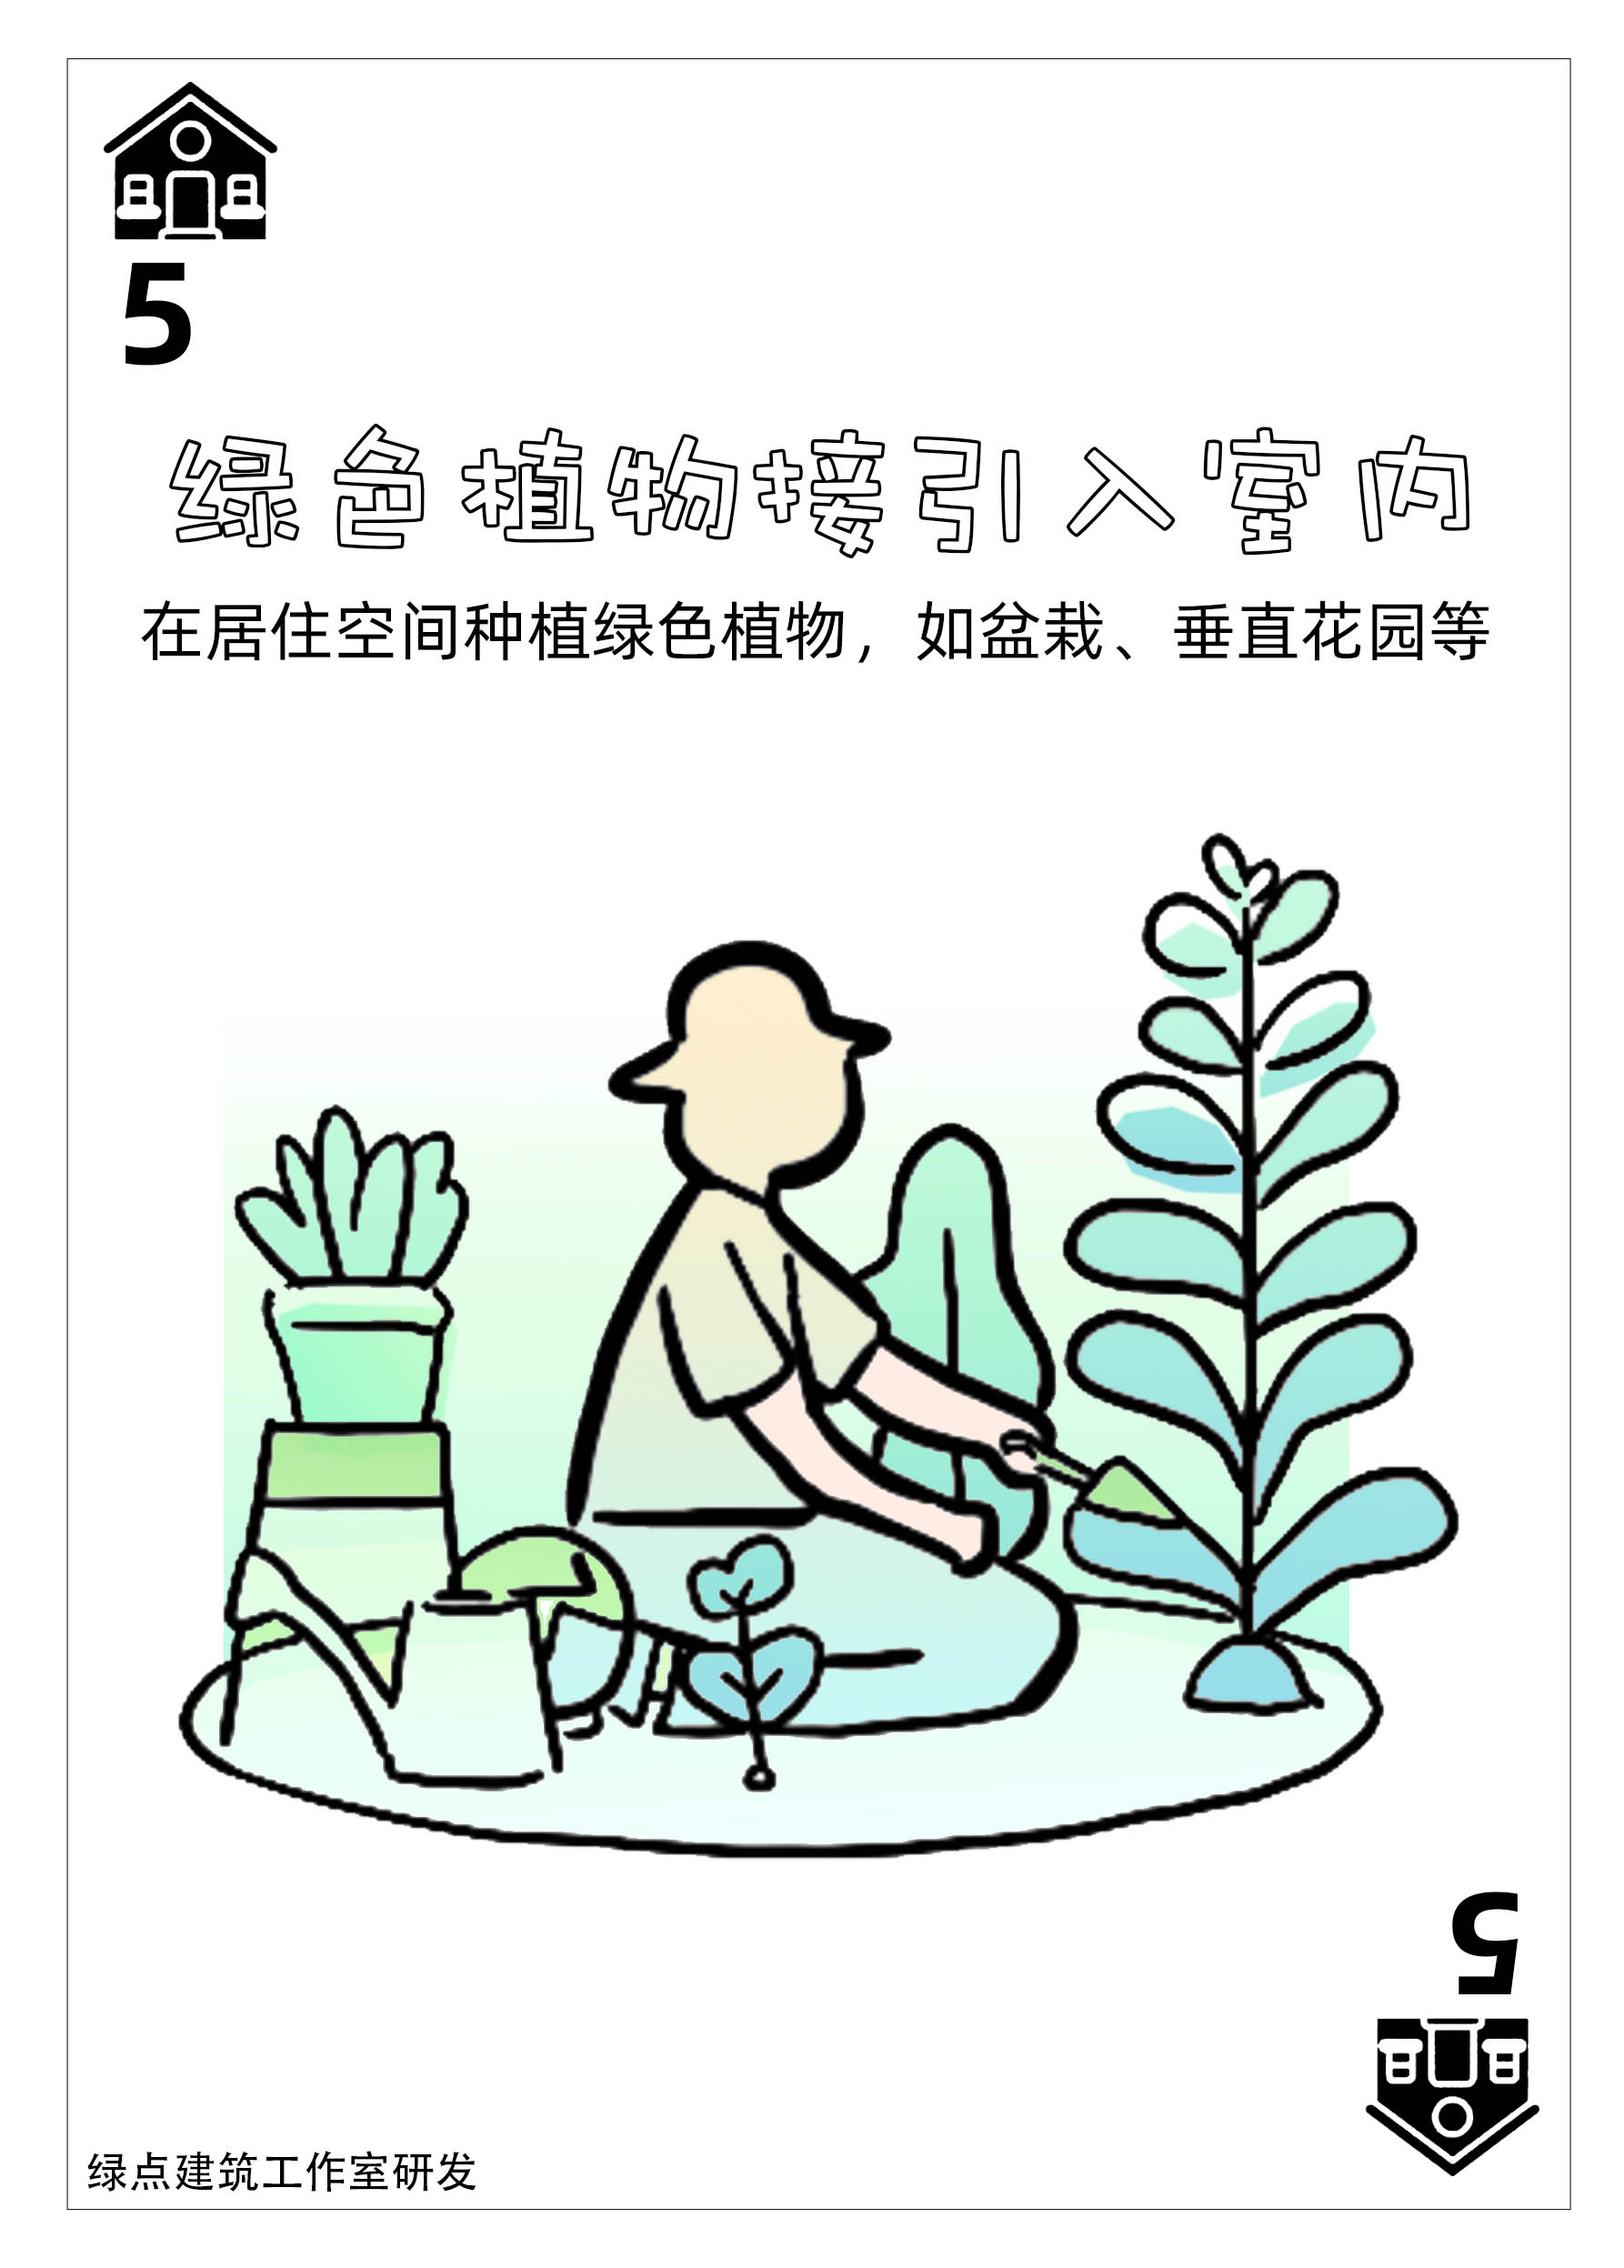 5
绿色植物接引入室内
在居住空间种植绿色植物，如盆栽、垂直花园等
5
绿点建筑工作室研发